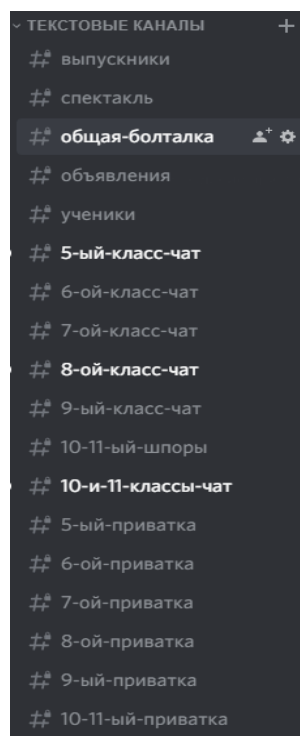 ТЕКСТОВЫЕ КАНАЛЫ
выпускники
спектакль
общая-болталка
объявления
ученики
5-ый-класс-чат
6-ой-класс-чат
7-ой-класс-чат
8-ой-класс-чат
9-ый-класс-чат
10-11-ый-шпоры
10-и-11-классы-чат
5-ый-приватка
6-ой-приватка
7-ой-приватка
8-ой-приватка
9-ый-приватка
10-11-ый-приватка